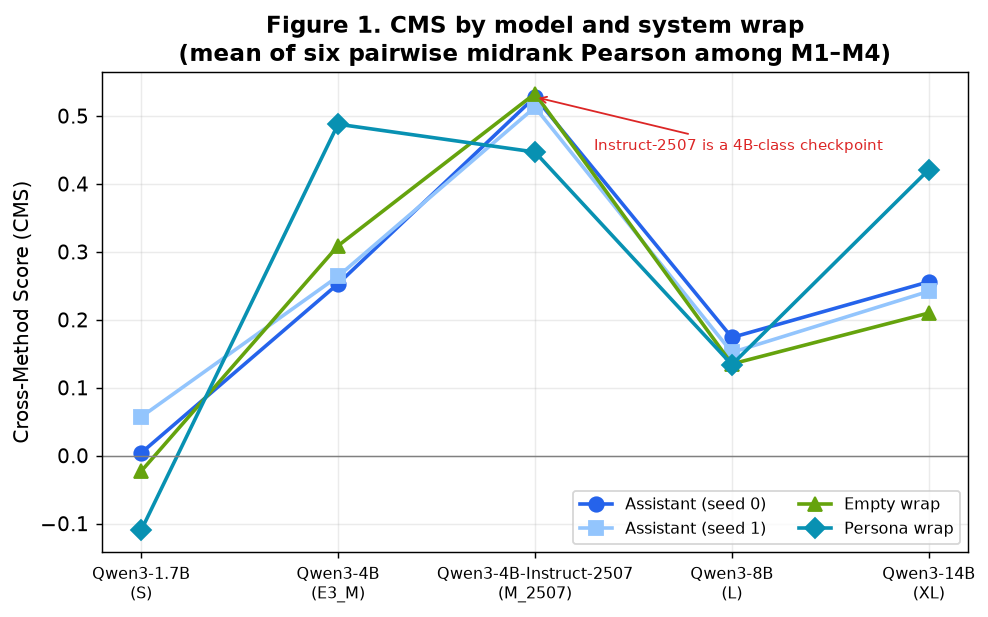 Figure 1. CMS by model and system wrap
(mean of six pairwise midrank Pearson among M1–M4)
Cross-Method Score (CMS)
0.5
0.4
0.3
0.2
0.1
0.0
−0.1
Instruct-2507 is a 4B-class checkpoint
Assistant (seed 0)
Assistant (seed 1)
Empty wrap
Persona wrap
Qwen3-1.7B
(S)
Qwen3-4B
(E3_M)
Qwen3-4B-Instruct-2507
(M_2507)
Qwen3-8B
(L)
Qwen3-14B
(XL)